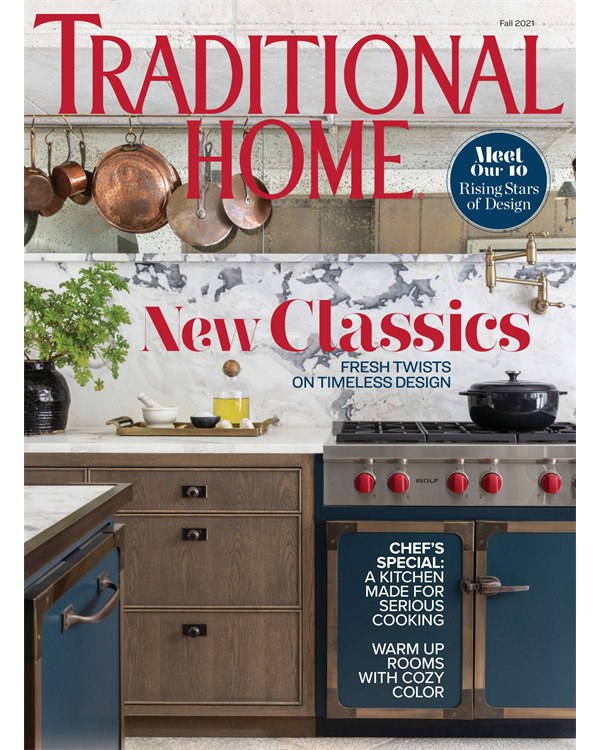 Fall 2021
TRADITIONAL
HOME®
Meet
Our 10
Rising Stars
of Design
New Classics
FRESH TWISTS
ON TIMELESS DESIGN
WOLF
CHEF'S
SPECIAL:
A KITCHEN
MADE FOR
SERIOUS
COOKING
WARM UP
ROOMS
WITH COZY
COLOR